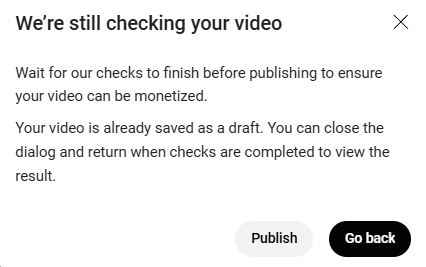 We’re still checking your video
Wait for our checks to finish before publishing to ensure
your video can be monetized.
Your video is already saved as a draft. You can close the
dialog and return when checks are completed to view the
result.
Publish
Go back